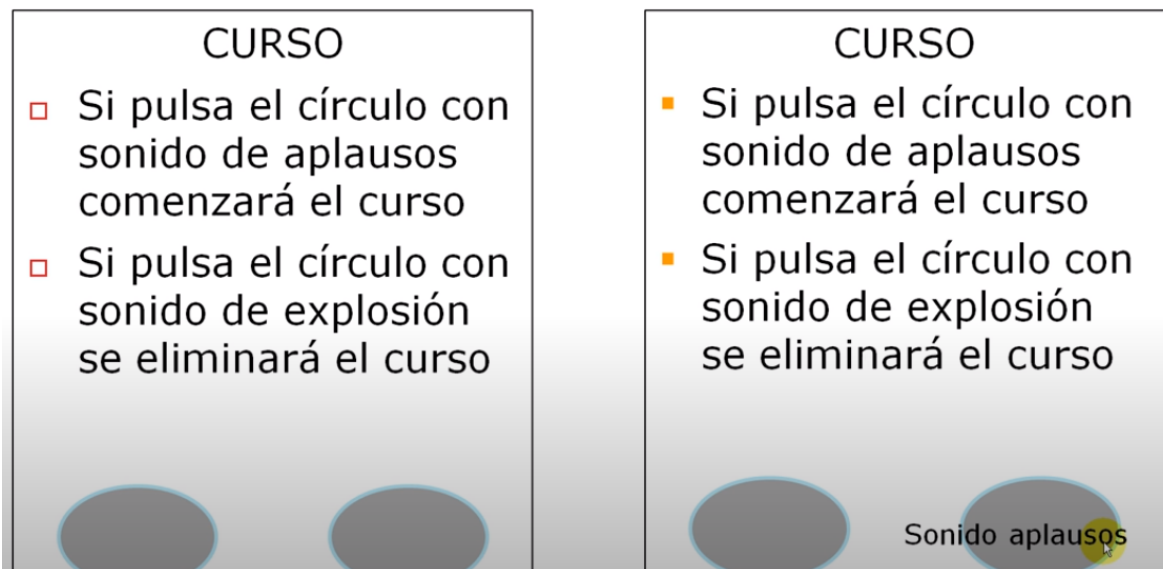 CURSO
Si pulsa el círculo con
sonido de aplausos
comenzará el curso
Si pulsa el círculo con
sonido de explosión
se eliminará el curso
CURSO
Si pulsa el círculo con
sonido de aplausos
comenzará el curso
Si pulsa el círculo con
sonido de explosión
se eliminará el curso
Sonido aplausos